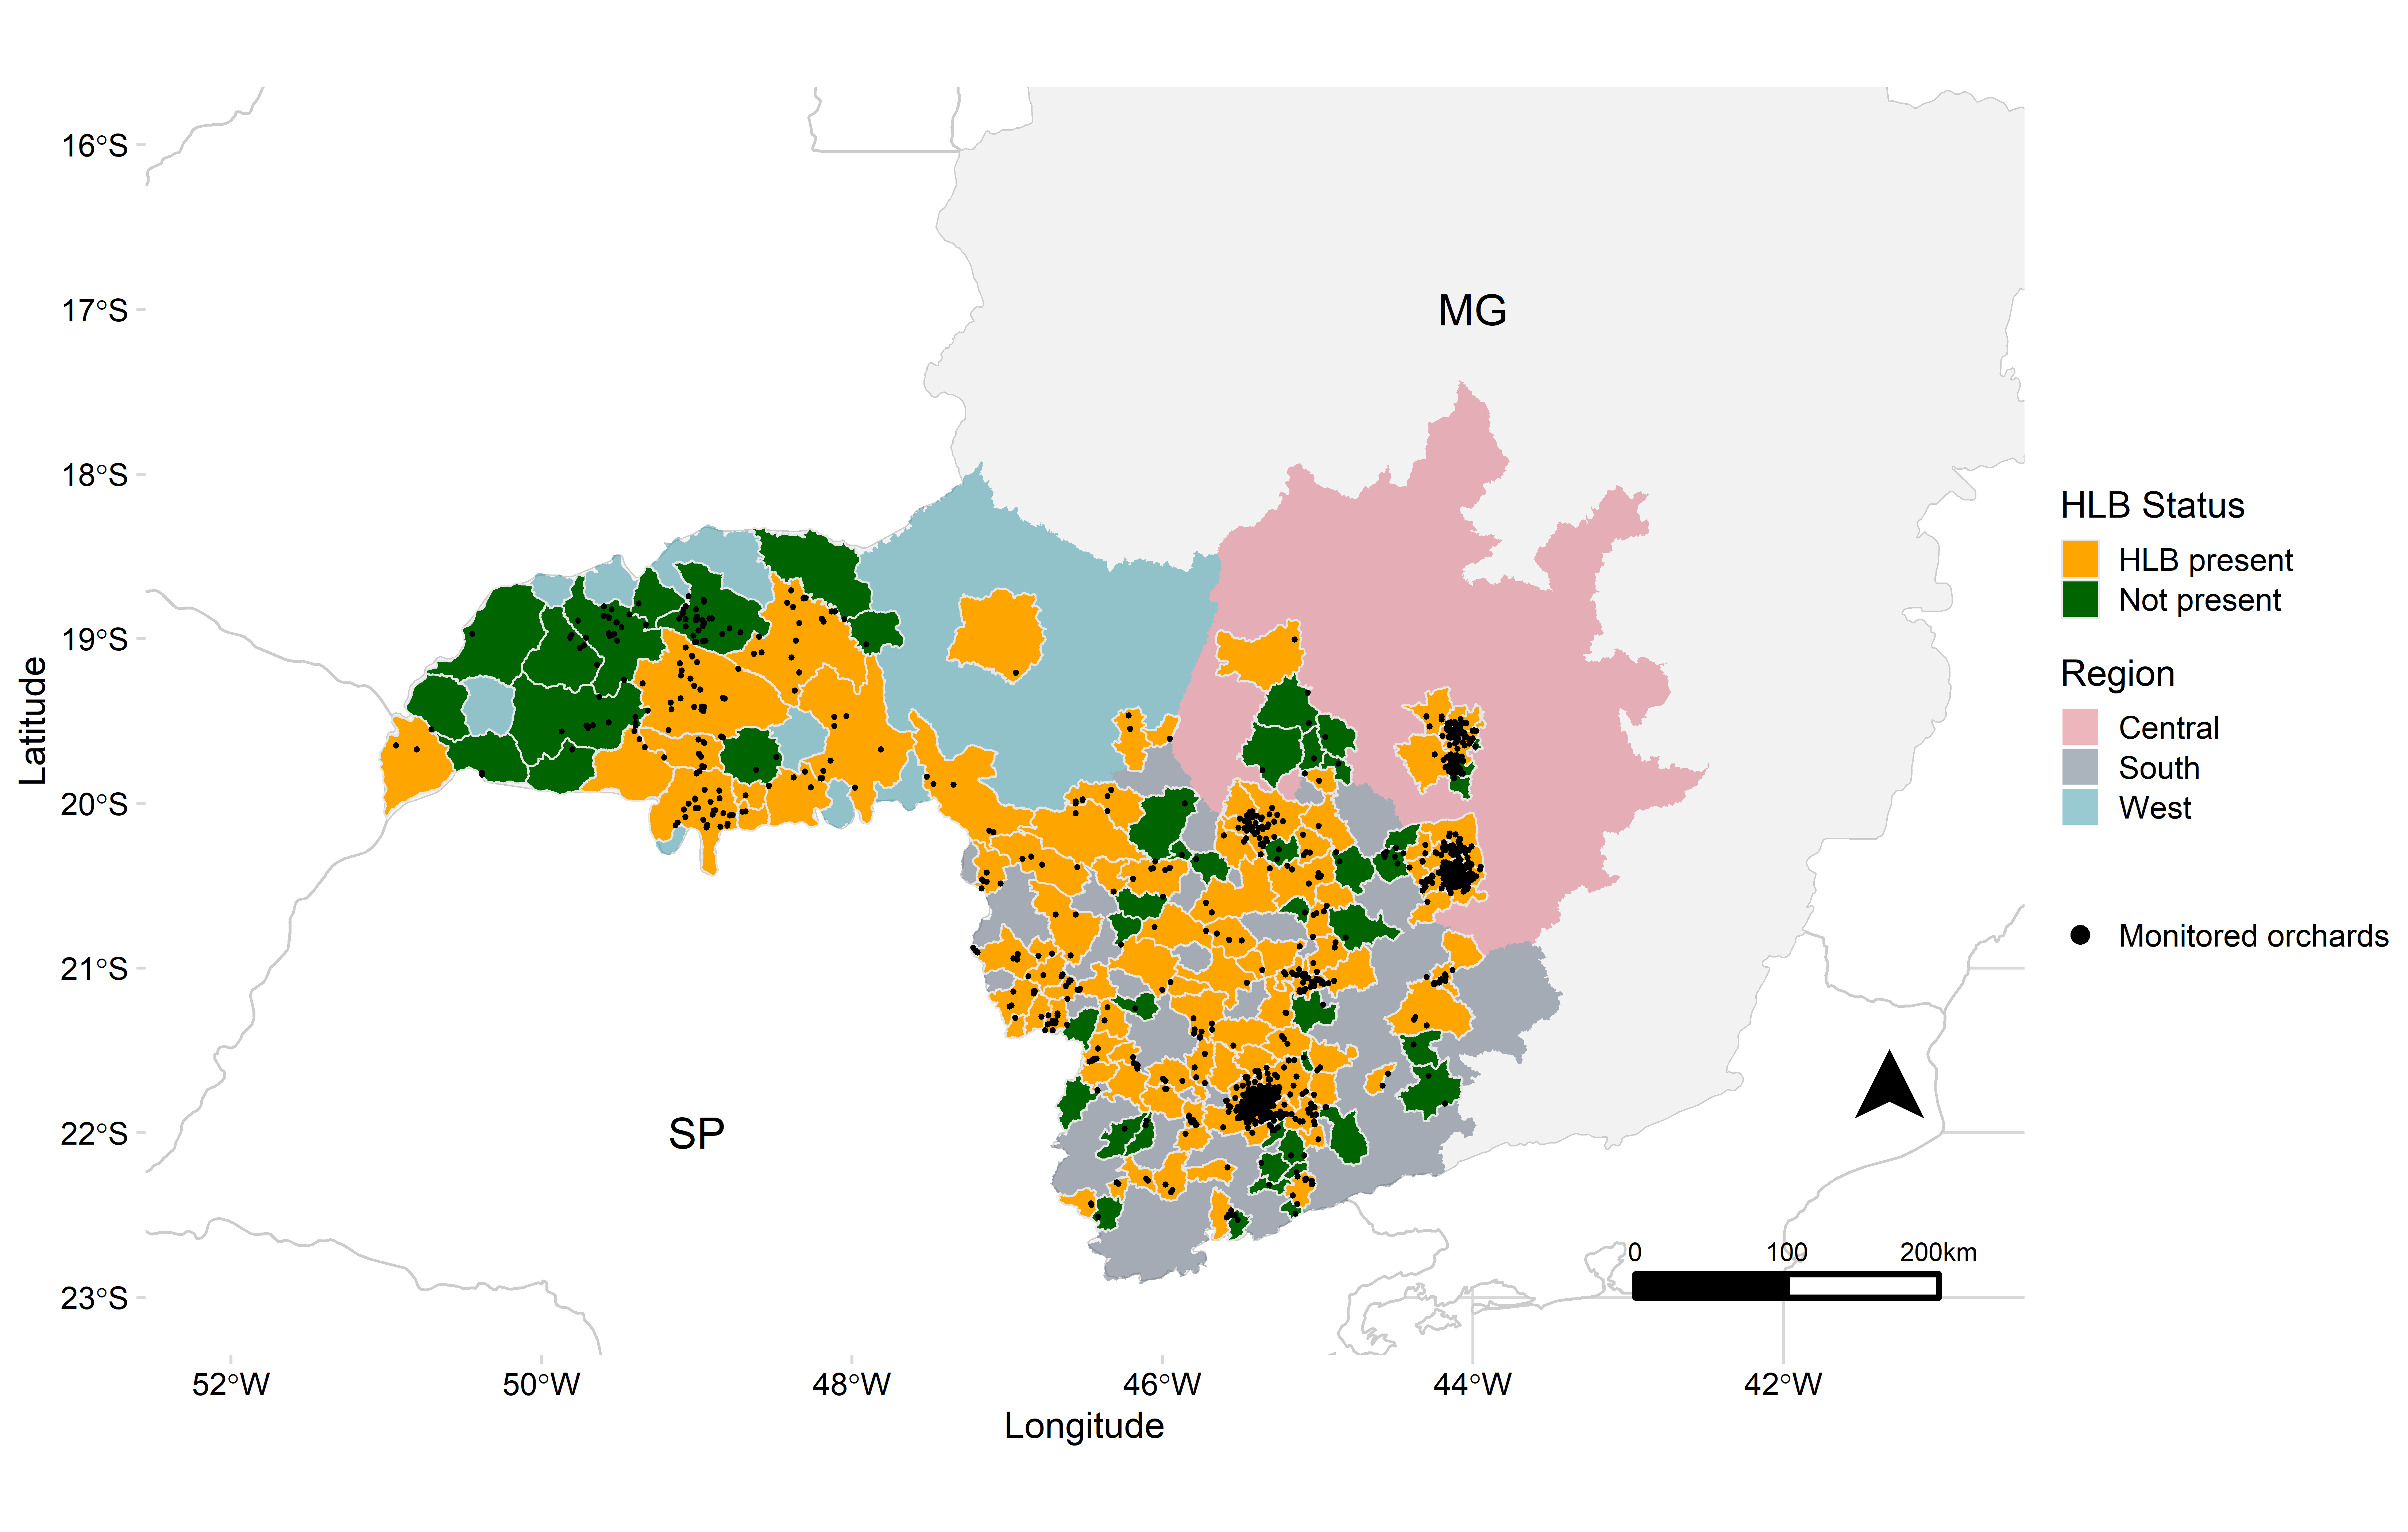 16°S
17°S
18°S
19°S
20°S
21°S
22°S
23°S
Latitude
MG
SP
0 100 200km
52°W 50°W 48°W 46°W 44°W 42°W
Longitude
HLB Status
HLB present
Not present
Region
Central
South
West
Monitored orchards